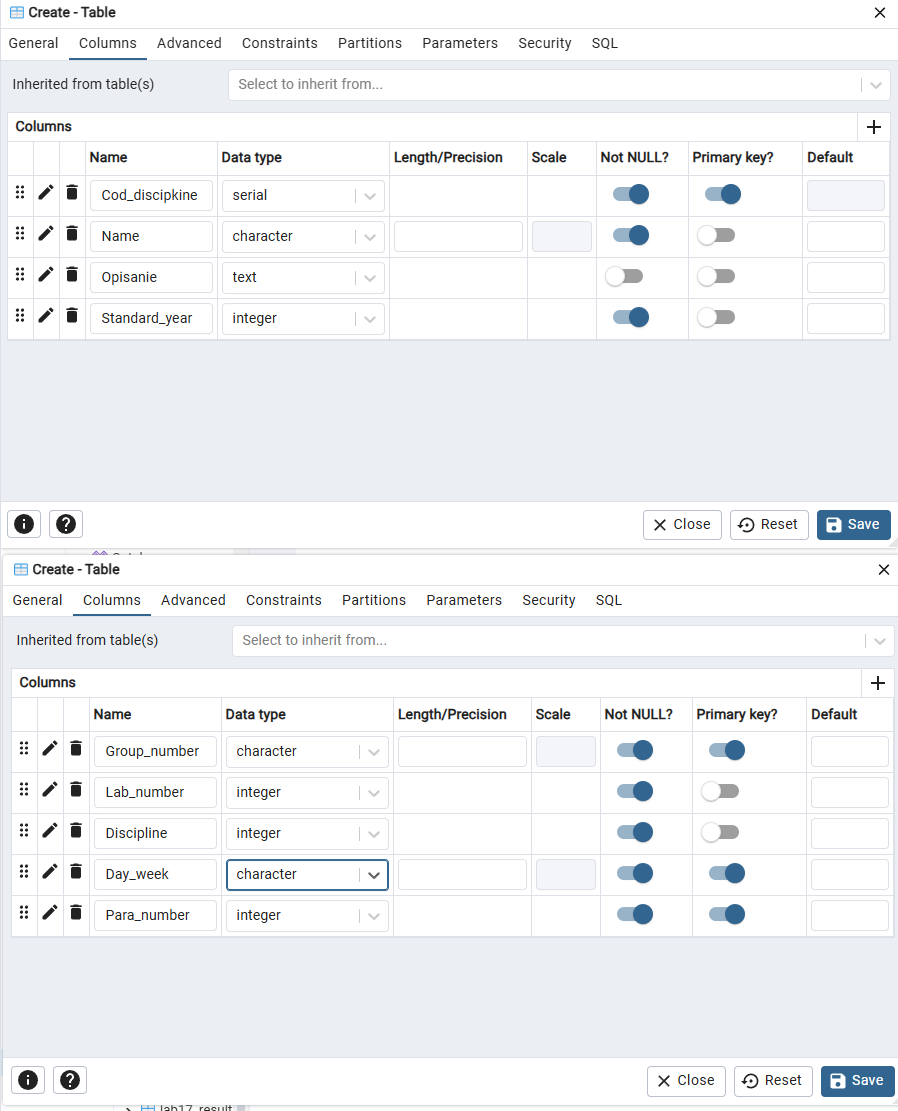 Create - Table
General Columns Advanced Constraints Partitions Parameters Security SQL
Inherited from table(s) Select to inherit from...
Columns
Name Data type Length/Precision Scale Not NULL? Primary key? Default
Cod_discipkine serial
Name character
Opisanie text
Standard_year integer
Close Reset Save
Create - Table
General Columns Advanced Constraints Partitions Parameters Security SQL
Inherited from table(s) Select to inherit from...
Columns
Name Data type Length/Precision Scale Not NULL? Primary key? Default
Group_number character
Lab_number integer
Discipline integer
Day_week character
Para_number integer
Close Reset Save
lab17_result